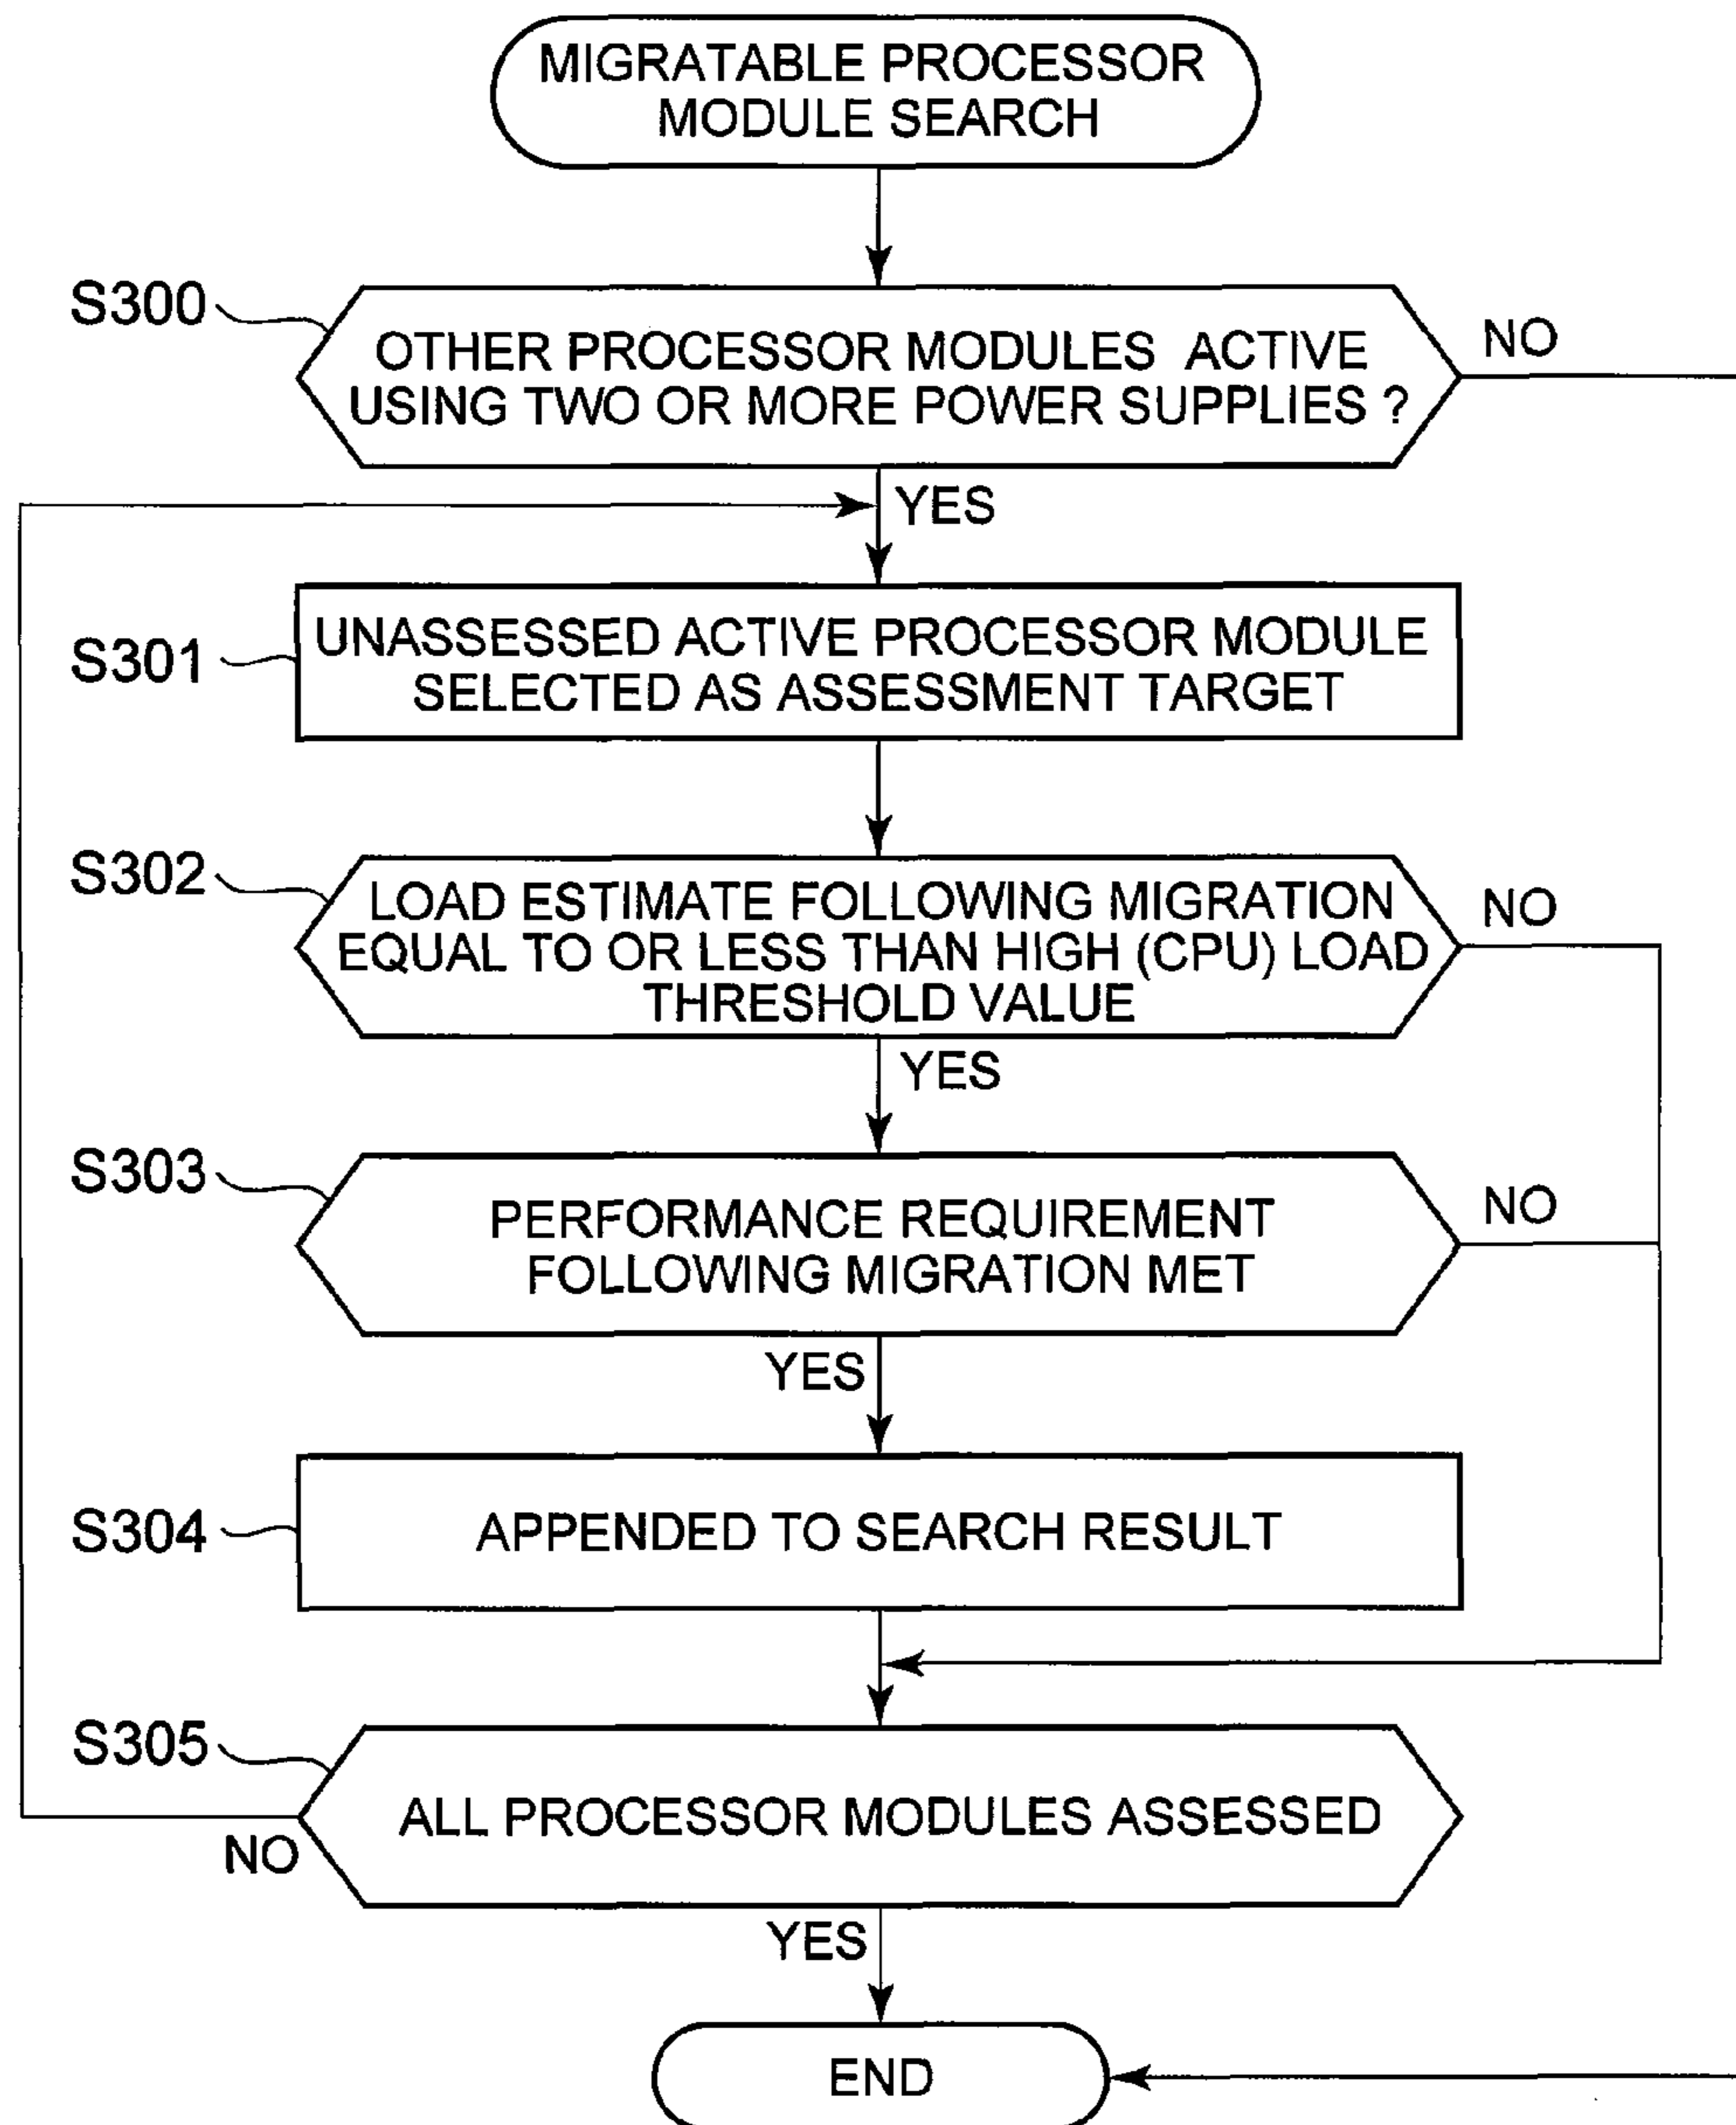 MIGRATABLE PROCESSOR
MODULE SEARCH
S300
OTHER PROCESSOR MODULES ACTIVE
USING TWO OR MORE POWER SUPPLIES ?
NO
YES
S301
UNASSESSED ACTIVE PROCESSOR MODULE
SELECTED AS ASSESSMENT TARGET
S302
LOAD ESTIMATE FOLLOWING MIGRATION
EQUAL TO OR LESS THAN HIGH (CPU) LOAD
THRESHOLD VALUE
NO
YES
S303
PERFORMANCE REQUIREMENT
FOLLOWING MIGRATION MET
NO
YES
S304
APPENDED TO SEARCH RESULT
S305
ALL PROCESSOR MODULES ASSESSED
NO
YES
END